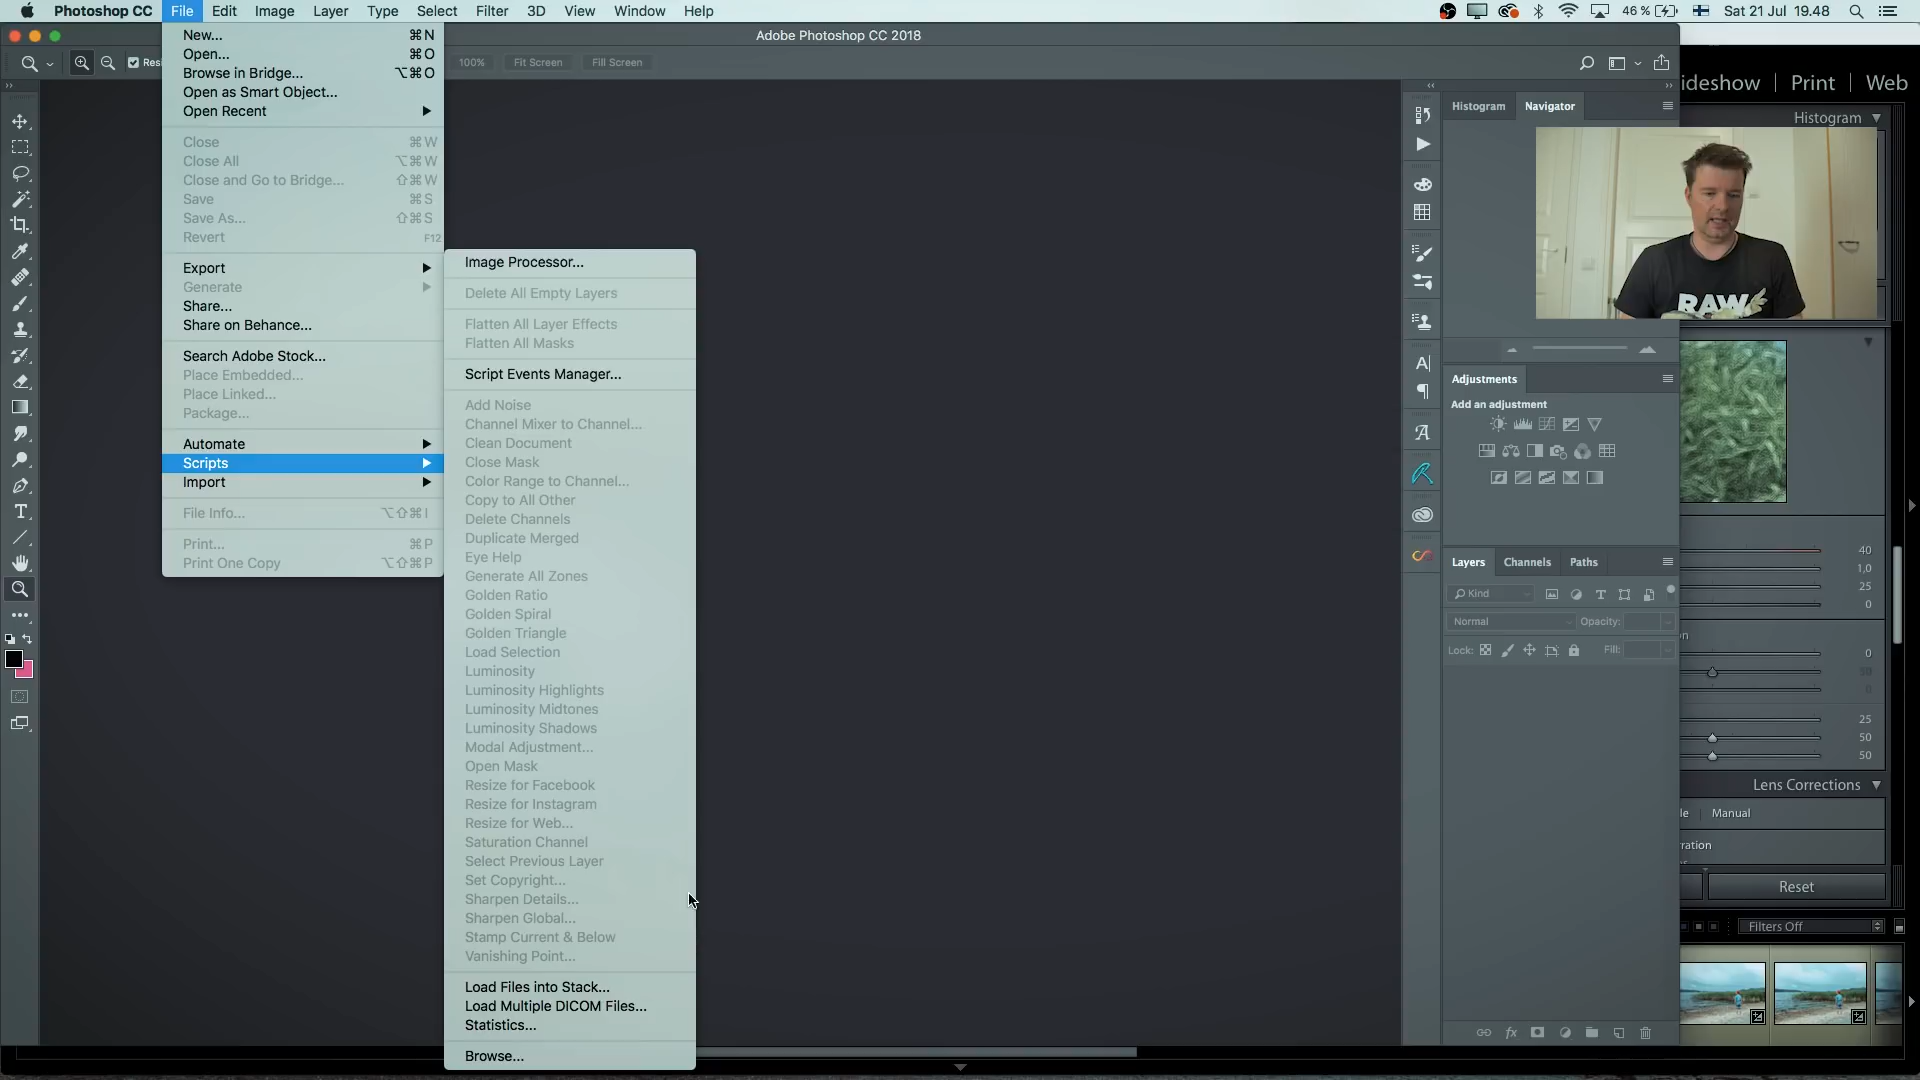 Photoshop CC File Edit Image Layer Type Select Filter 3D View Window Help
46 % Sat 21 Jul 19.48
Adobe Photoshop CC 2018
100% Fit Screen Fill Screen
New... ⌘N
Open... ⌘O
Browse in Bridge... ⌥⌘O
Open as Smart Object...
Open Recent
Close ⌘W
Close All ⌥⌘W
Close and Go to Bridge... ⇧⌘W
Save ⌘S
Save As... ⇧⌘S
Revert F12
Export
Generate
Share...
Share on Behance...
Search Adobe Stock...
Place Embedded...
Place Linked...
Package...
Automate
Scripts
Import
File Info... ⌥⇧⌘I
Print... ⌘P
Print One Copy ⌥⇧⌘P
Image Processor...
Delete All Empty Layers
Flatten All Layer Effects
Flatten All Masks
Script Events Manager...
Add Noise
Channel Mixer to Channel...
Clean Document
Close Mask
Color Range to Channel...
Copy to All Other
Delete Channels
Duplicate Merged
Eye Help
Generate All Zones
Golden Ratio
Golden Spiral
Golden Triangle
Load Selection
Luminosity
Luminosity Highlights
Luminosity Midtones
Luminosity Shadows
Modal Adjustment...
Open Mask
Resize for Facebook
Resize for Instagram
Resize for Web...
Saturation Channel
Select Previous Layer
Set Copyright...
Sharpen Details...
Sharpen Global...
Stamp Current & Below
Vanishing Point...
Load Files into Stack...
Load Multiple DICOM Files...
Statistics...
Browse...
Histogram Navigator
RAW
Adjustments
Add an adjustment
Layers Channels Paths
Kind
Normal Opacity:
Lock: Fill:
ideshow | Print | Web
Histogram
40
1,0
25
0
0
25
50
50
Lens Corrections
Manual
Reset
Filters Off